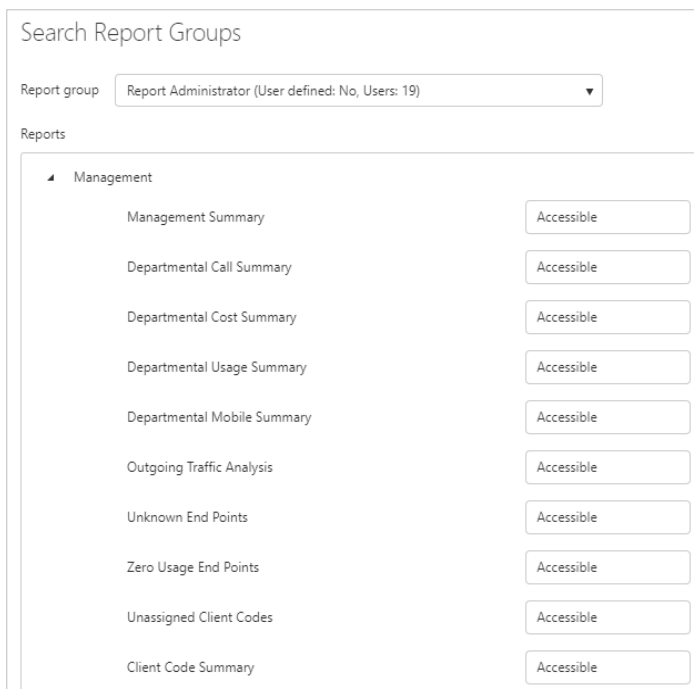 Search Report Groups
Report group Report Administrator (User defined: No, Users: 19)
Reports
Management
Management Summary Accessible
Departmental Call Summary Accessible
Departmental Cost Summary Accessible
Departmental Usage Summary Accessible
Departmental Mobile Summary Accessible
Outgoing Traffic Analysis Accessible
Unknown End Points Accessible
Zero Usage End Points Accessible
Unassigned Client Codes Accessible
Client Code Summary Accessible